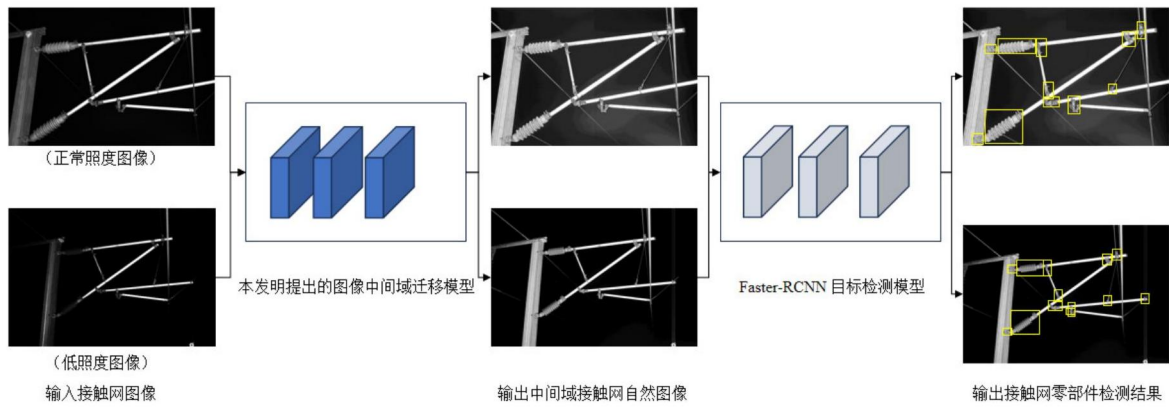 （正常照度图像）
本发明提出的图像中间域迁移模型
Faster-RCNN 目标检测模型
（低照度图像）
输入接触网图像
输出中间域接触网自然图像
输出接触网零部件检测结果